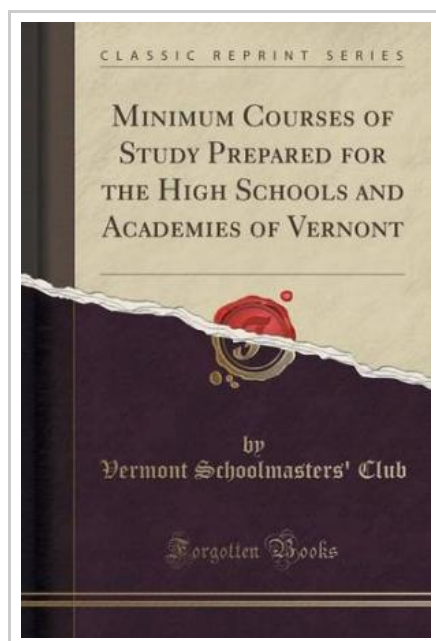 CLASSIC REPRINT SERIES
MINIMUM COURSES OF
STUDY PREPARED FOR
THE HIGH SCHOOLS AND
ACADEMIES OF VERNONT
F
by
Vermont Schoolmasters' Club
Forgotten Books